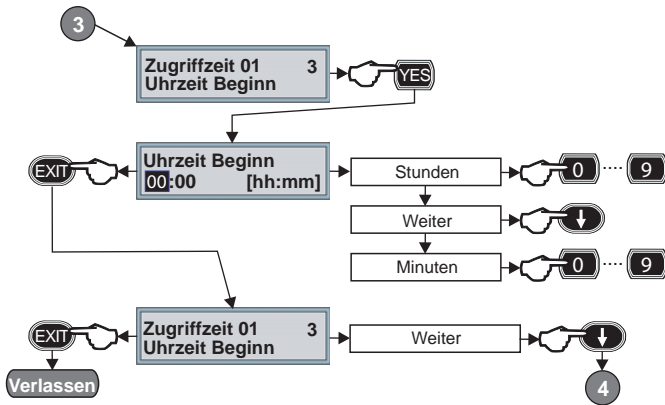 3
Zugriffzeit 01 3
Uhrzeit Beginn
YES
EXIT
Uhrzeit Beginn
00:00 [hh:mm]
Stunden
0 .... 9
Weiter
↓
Minuten
0 .... 9
EXIT
Zugriffzeit 01 3
Uhrzeit Beginn
Weiter
↓
Verlassen
4